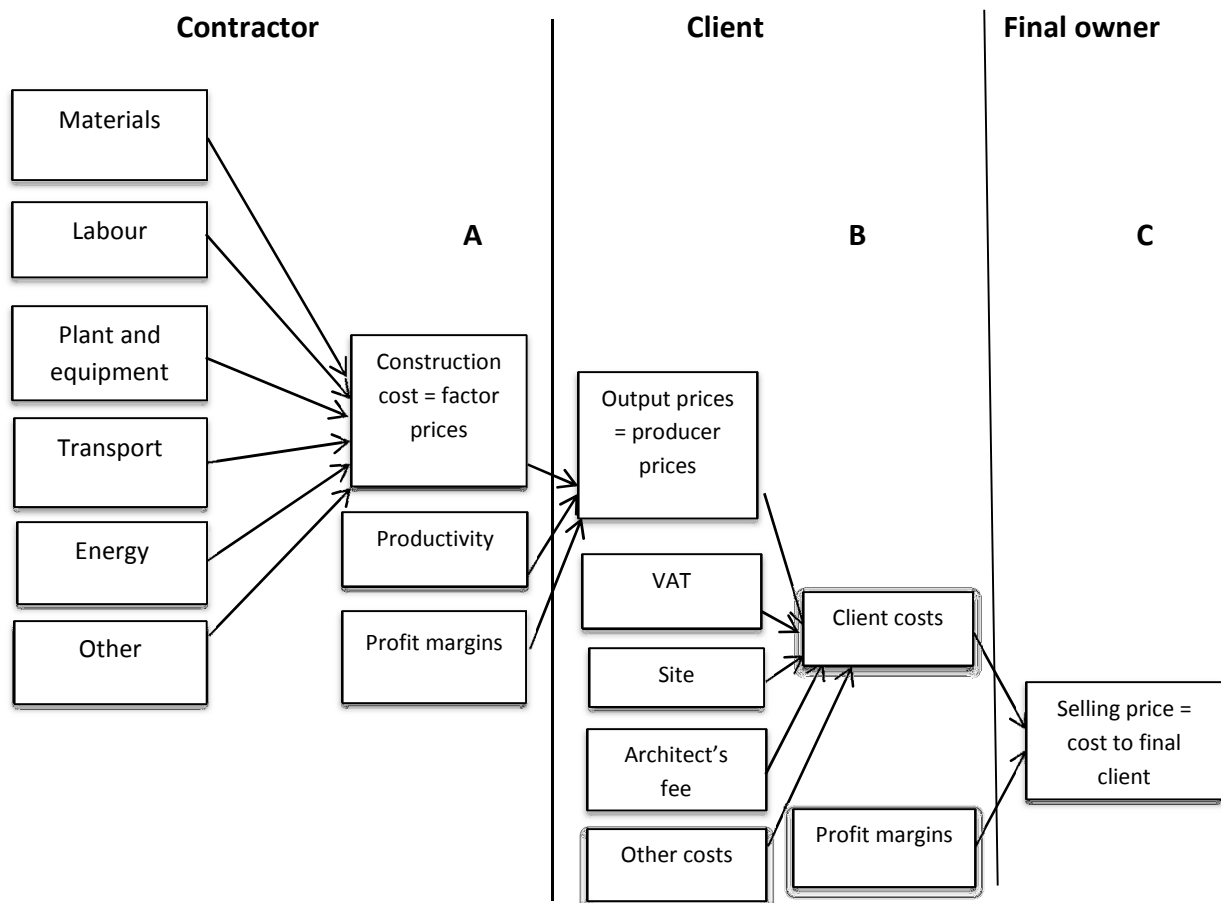 Contractor
Client
Final owner
Materials
Labour
A
B
C
Plant and
equipment
Transport
Energy
Other
Construction
cost = factor
prices
Productivity
Profit margins
Output prices
= producer
prices
VAT
Site
Architect’s
fee
Other costs
Client costs
Profit margins
Selling price =
cost to final
client